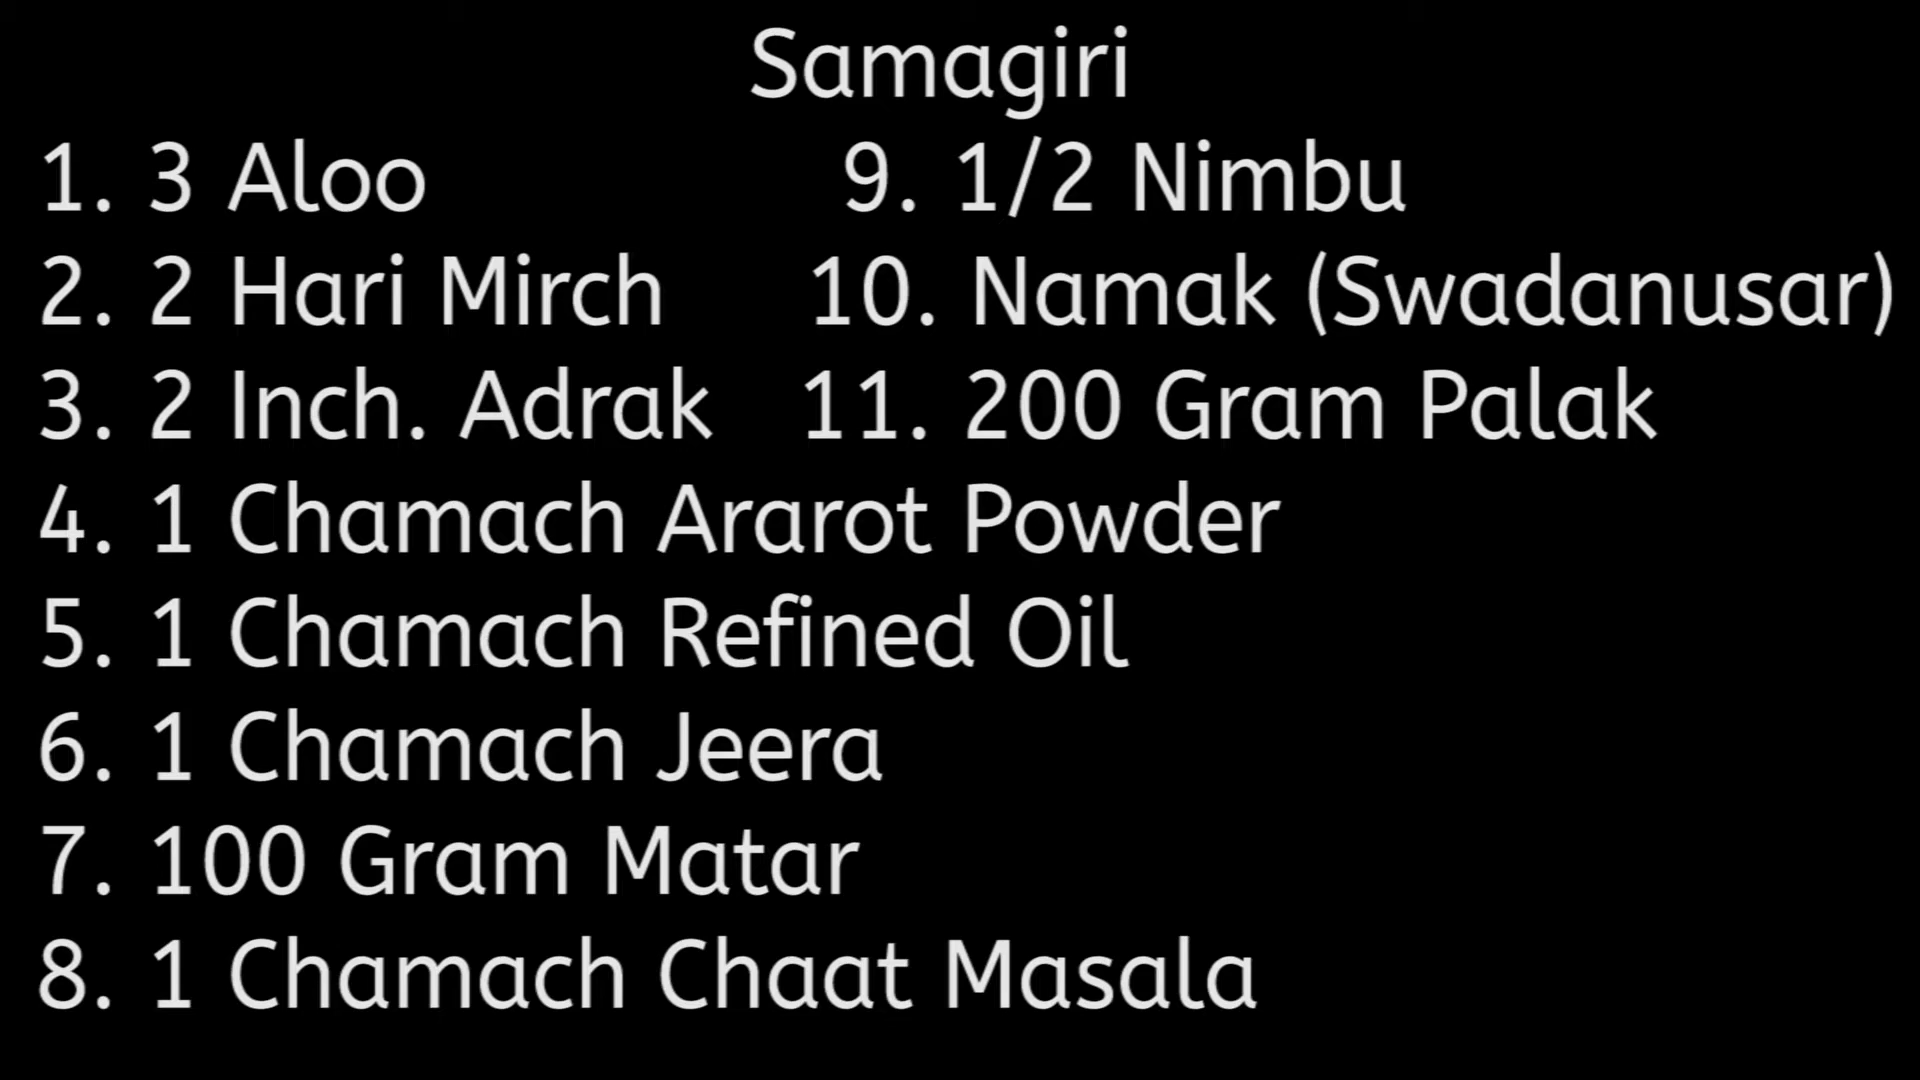 Samagiri
1. 3 Aloo
2. 2 Hari Mirch
3. 2 Inch. Adrak
4. 1 Chamach Ararot Powder
5. 1 Chamach Refined Oil
6. 1 Chamach Jeera
7. 100 Gram Matar
8. 1 Chamach Chaat Masala
9. 1/2 Nimbu
10. Namak (Swadanusar)
11. 200 Gram Palak